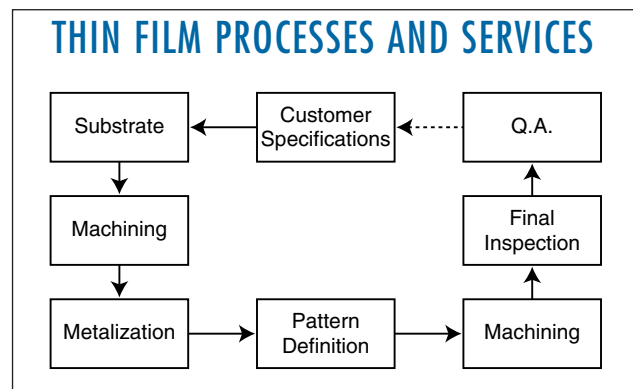 THIN FILM PROCESSES AND SERVICES
Substrate
Customer
Specifications
Q.A.
Machining
Final
Inspection
Metalization
Pattern
Definition
Machining